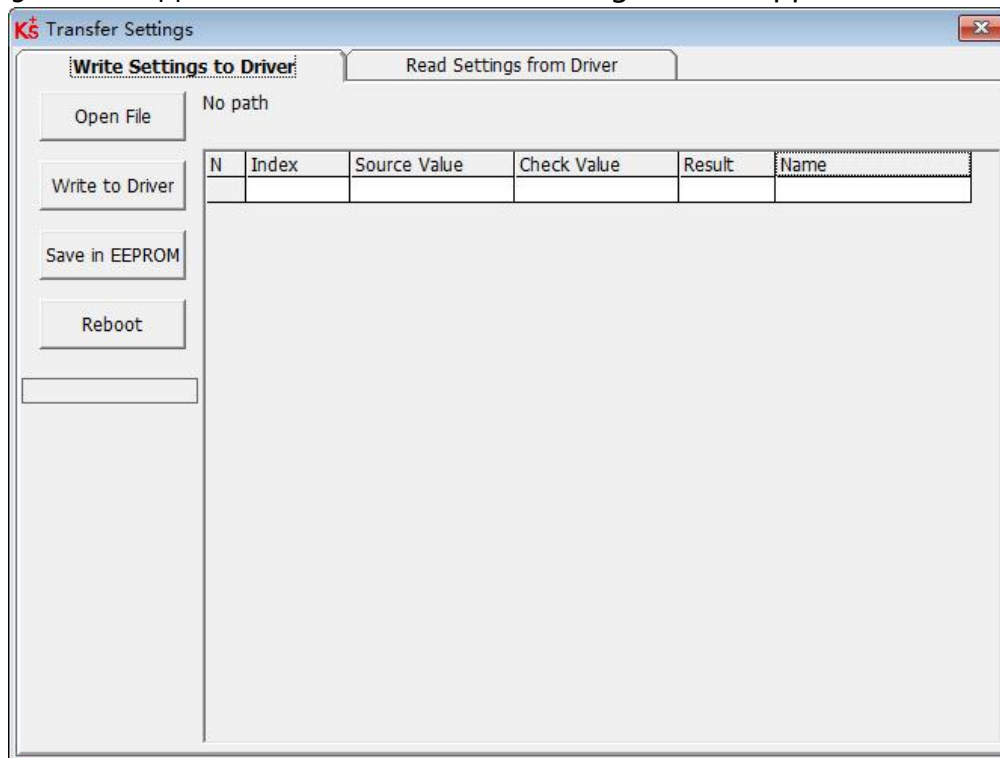 Kṡ Transfer Settings
Write Settings to Driver
Read Settings from Driver
Open File
No path
N Index Source Value Check Value Result Name
Write to Driver
Save in EEPROM
Reboot